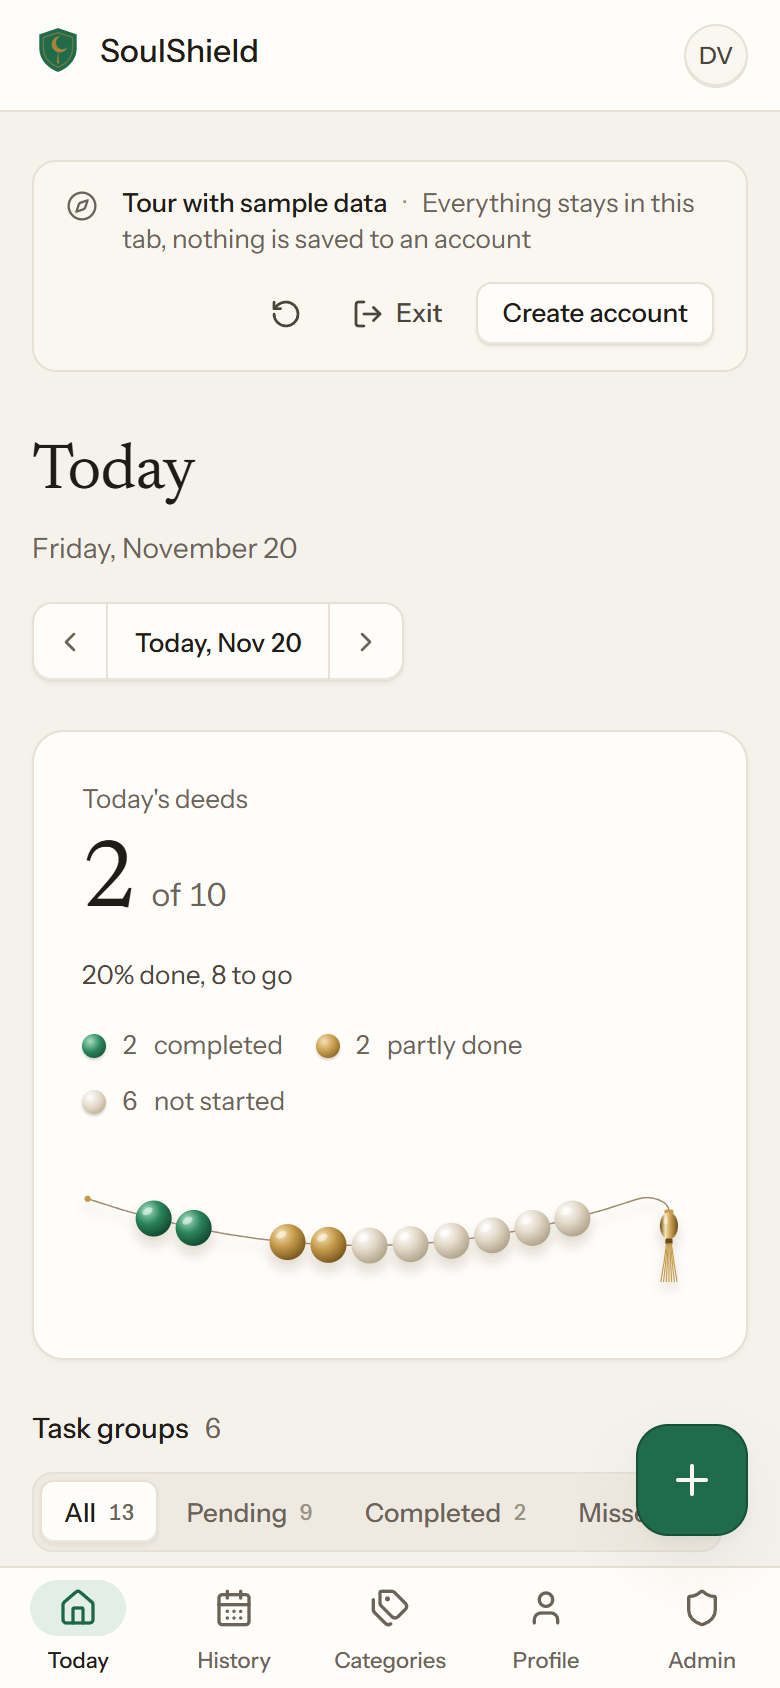 SoulShield
DV
Tour with sample data · Everything stays in this
tab, nothing is saved to an account
Exit
Create account
Today
Friday, November 20
Today, Nov 20
Today's deeds
2 of 10
20% done, 8 to go
2 completed
2 partly done
6 not started
Task groups 6
All 13
Pending 9
Completed 2
Today
History
Categories
Profile
Admin